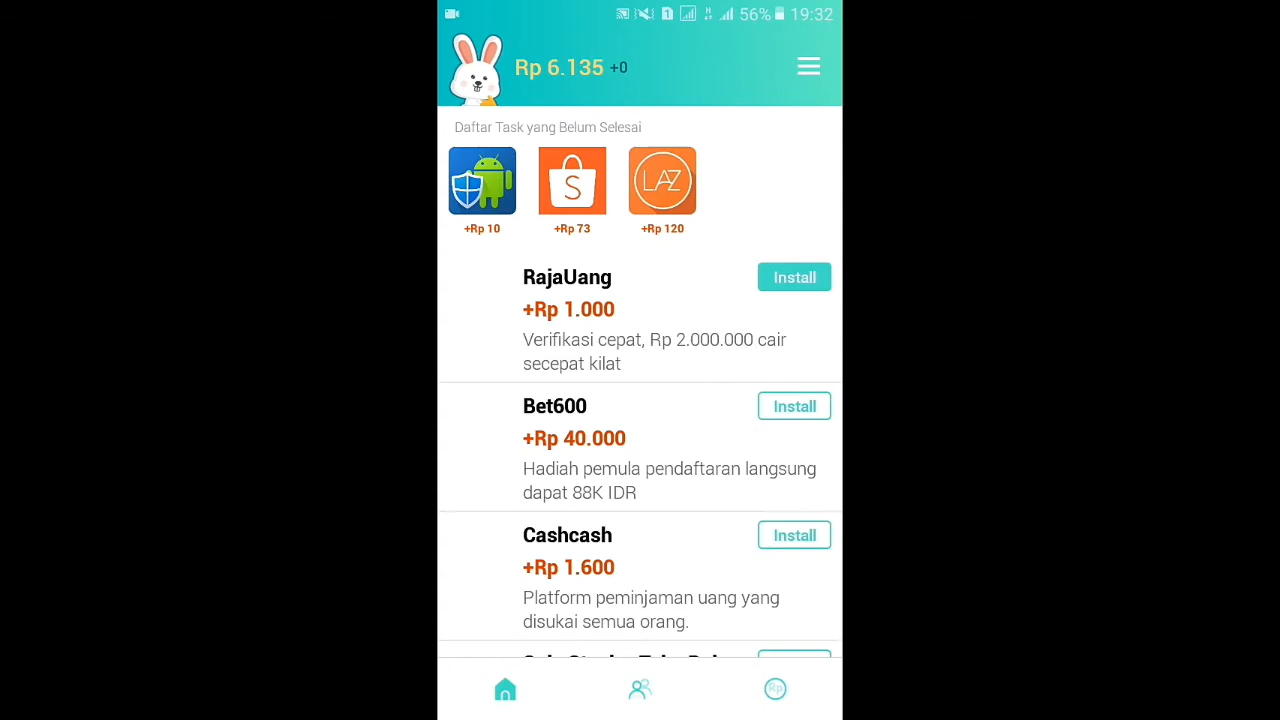 56% 19:32
Rp 6.135 +0
Daftar Task yang Belum Selesai
S
LAZ
+Rp 10
+Rp 73
+Rp 120
RajaUang
Install
+Rp 1.000
Verifikasi cepat, Rp 2.000.000 cair
secepat kilat
Bet600
Install
+Rp 40.000
Hadiah pemula pendaftaran langsung
dapat 88K IDR
Cashcash
Install
+Rp 1.600
Platform peminjaman uang yang
disukai semua orang.
Rp